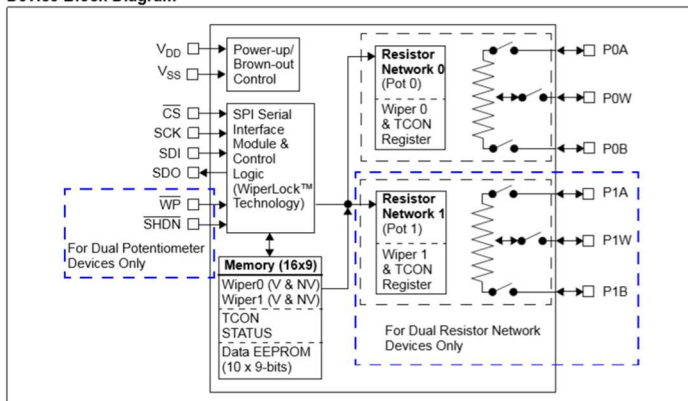 Device Block Diagram
VDD
VSS
CS
SCK
SDI
SDO
WP
SHDN
For Dual Potentiometer
Devices Only
Power-up/
Brown-out
Control
SPI Serial
Interface
Module &
Control
Logic
(WiperLock™
Technology)
Memory (16x9)
Wiper0 (V & NV)
Wiper1 (V & NV)
TCON
STATUS
Data EEPROM
(10 x 9-bits)
Resistor
Network 0
(Pot 0)
Wiper 0
& TCON
Register
Resistor
Network 1
(Pot 1)
Wiper 1
& TCON
Register
For Dual Resistor Network
Devices Only
P0A
P0W
P0B
P1A
P1W
P1B